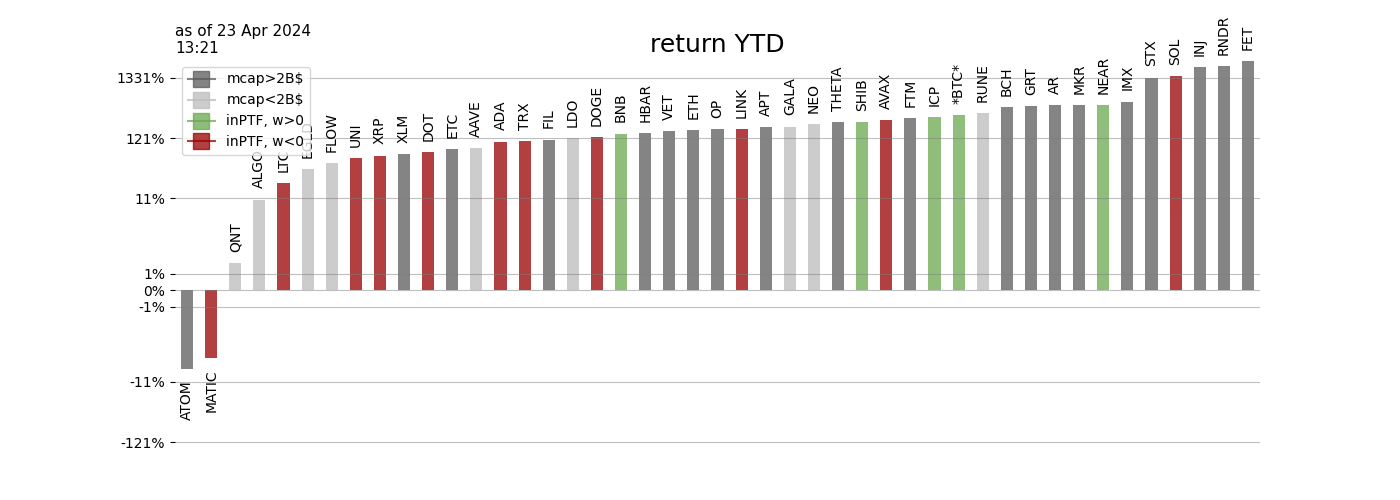 as of 23 Apr 2024
13:21
return YTD
mcap>2B$
mcap<2B$
inPTF, w>0
inPTF, w<0
1331%
121%
11%
1%
0%
-1%
-11%
-121%
ATOM
MATIC
QNT
ALGO
LTC
EGLD
FLOW
UNI
XRP
XLM
DOT
ETC
AAVE
ADA
TRX
FIL
LDO
DOGE
BNB
HBAR
VET
ETH
OP
LINK
APT
GALA
NEO
THETA
SHIB
AVAX
FTM
ICP
*BTC*
RUNE
BCH
GRT
AR
MKR
NEAR
IMX
STX
SOL
INJ
RNDR
FET